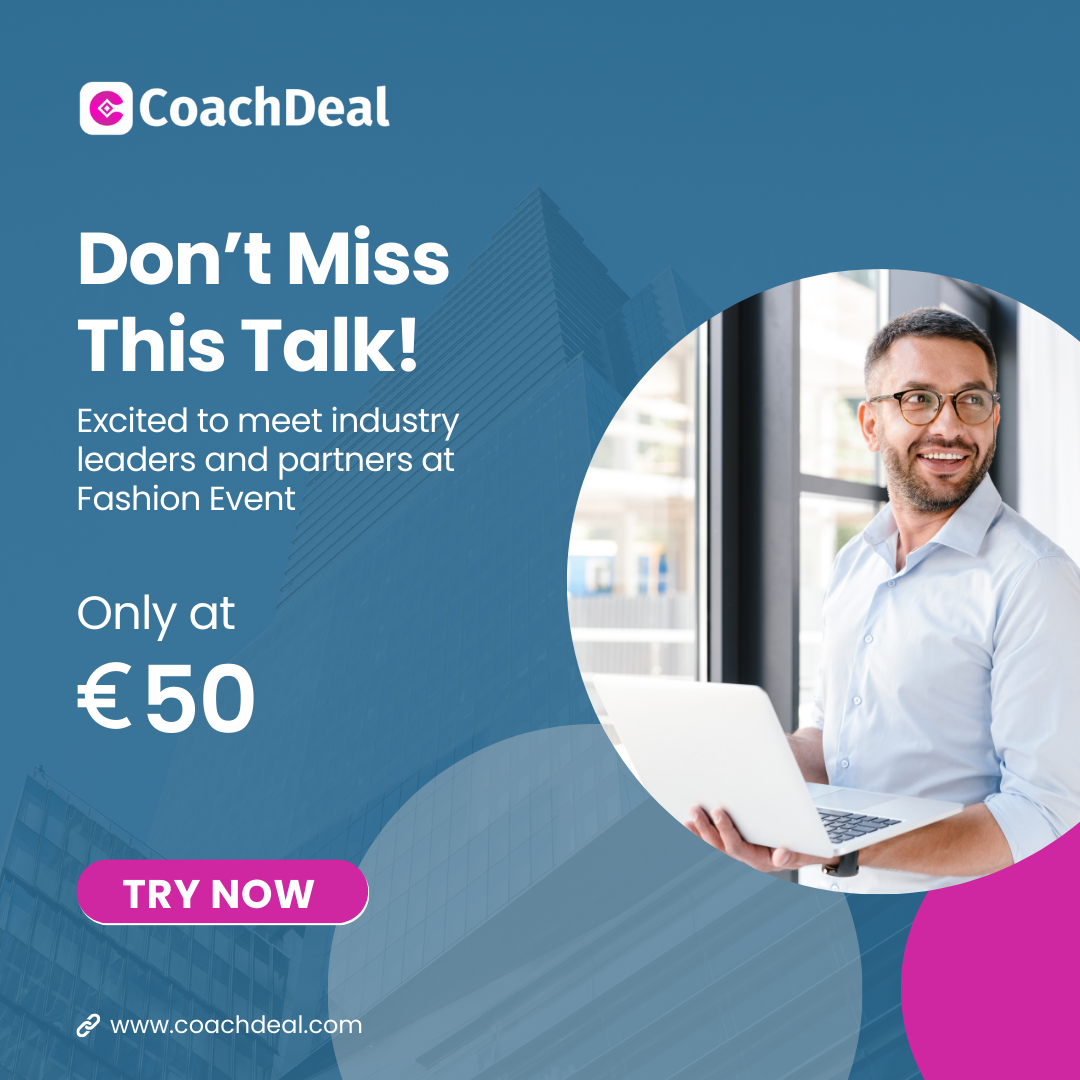 CoachDeal
Don’t Miss
This Talk!
Excited to meet industry
leaders and partners at
Fashion Event
Only at
€50
TRY NOW
www.coachdeal.com